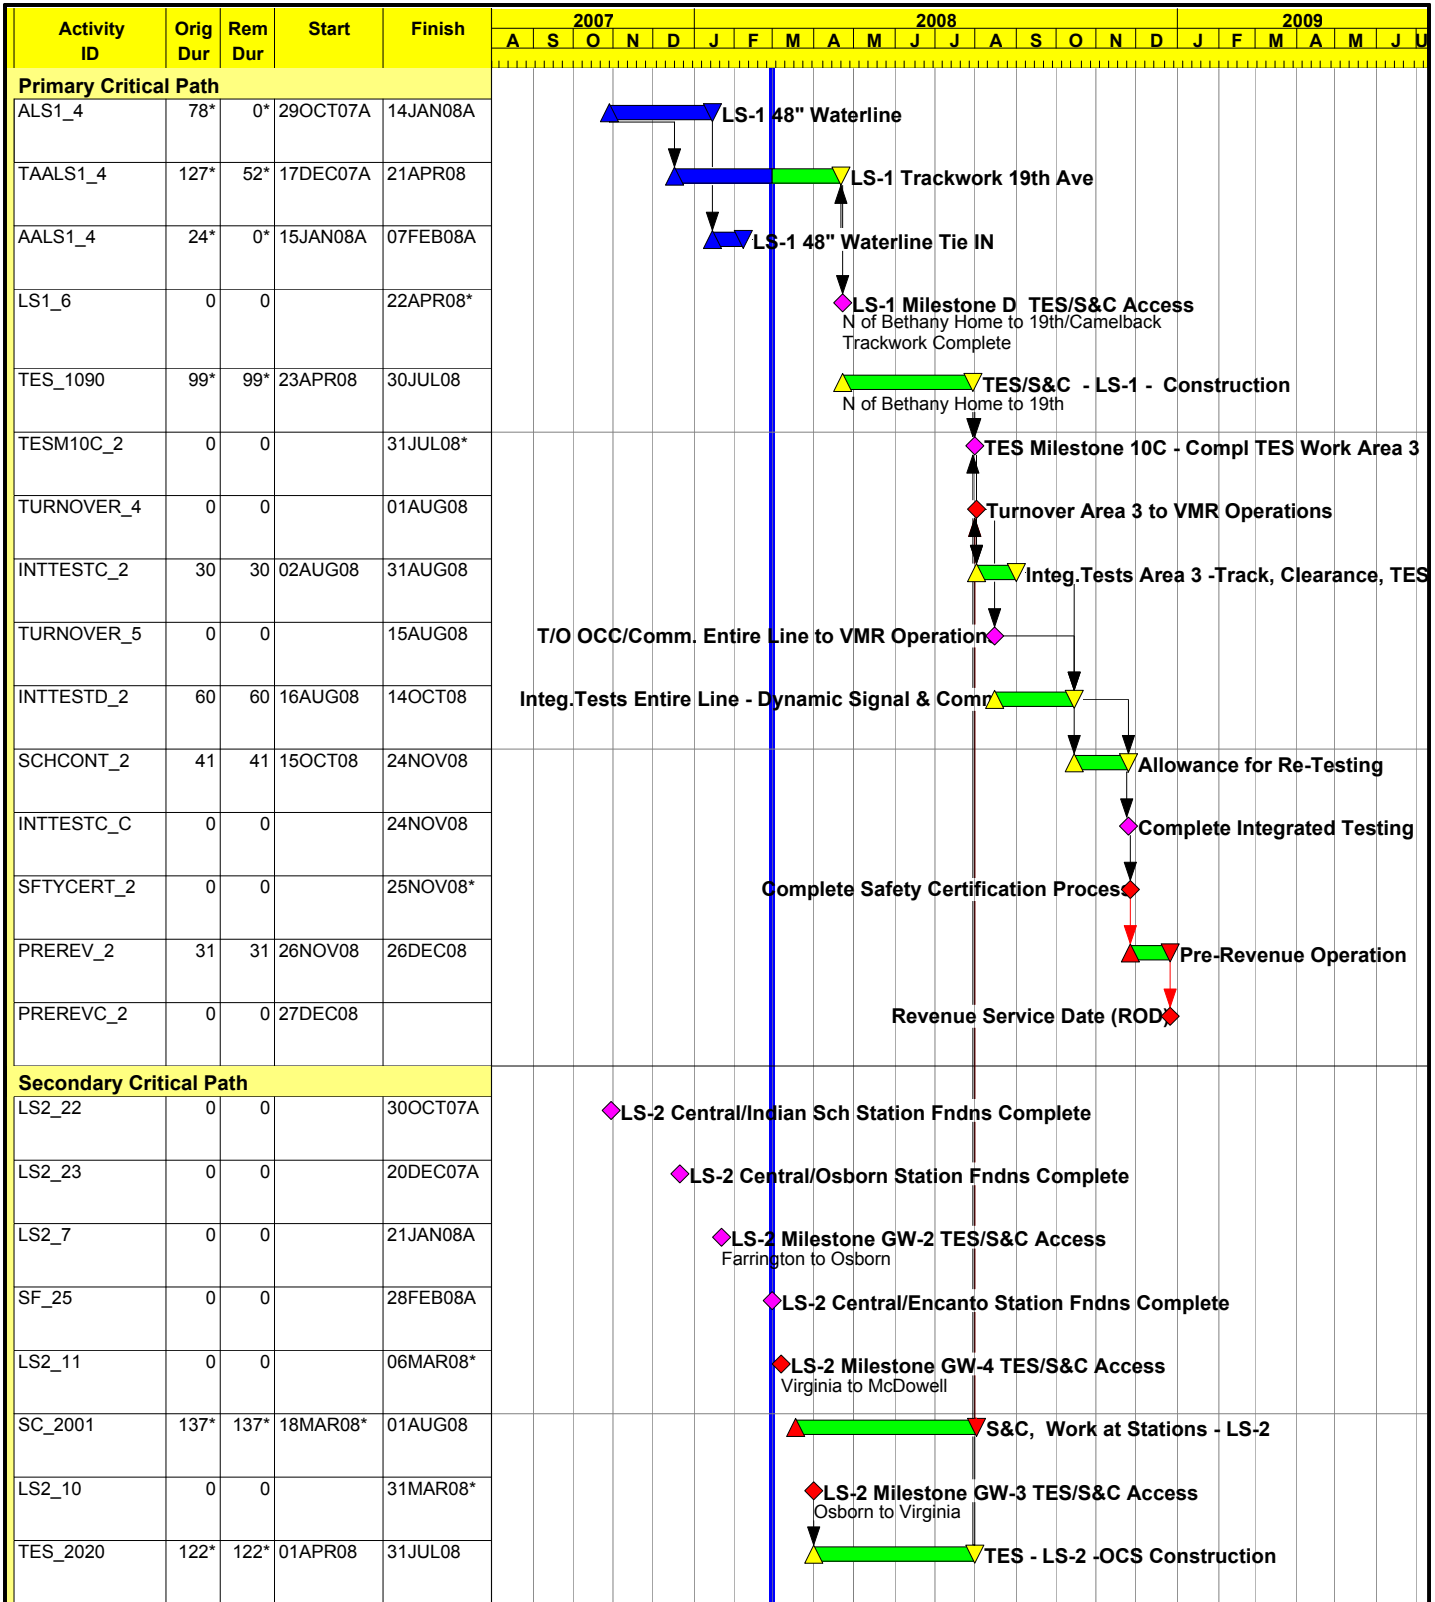 Activity ID Orig Dur Rem Dur Start Finish 2007 2008 2009
A S O N D J F M A M J J A S O N D J F M A M J
Primary Critical Path
ALS1_4 78* 0* 29OCT07A 14JAN08A LS-1 48" Waterline
TAALS1_4 127* 52* 17DEC07A 21APR08 LS-1 Trackwork 19th Ave
AALS1_4 24* 0* 15JAN08A 07FEB08A LS-1 48" Waterline Tie IN
LS1_6 0 0 22APR08* LS-1 Milestone D TES/S&C Access
N of Bethany Home to 19th/Camelback
Trackwork Complete
TES_1090 99* 99* 23APR08 30JUL08 TES/S&C - LS-1 - Construction
N of Bethany Home to 19th
TESM10C_2 0 0 31JUL08* TES Milestone 10C - Compl TES Work Area 3
TURNOVER_4 0 0 01AUG08 Turnover Area 3 to VMR Operations
INTTESTC_2 30 30 02AUG08 31AUG08 Integ.Tests Area 3 -Track, Clearance, TES
TURNOVER_5 0 0 15AUG08 T/O OCC/Comm. Entire Line to VMR Operation
INTTESTD_2 60 60 16AUG08 14OCT08 Integ.Tests Entire Line - Dynamic Signal & Comm
SCHCONT_2 41 41 15OCT08 24NOV08 Allowance for Re-Testing
INTTESTC_C 0 0 24NOV08 Complete Integrated Testing
SFTYCERT_2 0 0 25NOV08* Complete Safety Certification Process
PREREV_2 31 31 26NOV08 26DEC08 Pre-Revenue Operation
PREREVC_2 0 0 27DEC08 Revenue Service Date (ROD)
Secondary Critical Path
LS2_22 0 0 30OCT07A LS-2 Central/Indian Sch Station Fndns Complete
LS2_23 0 0 20DEC07A LS-2 Central/Osborn Station Fndns Complete
LS2_7 0 0 21JAN08A LS-2 Milestone GW-2 TES/S&C Access
Farrington to Osborn
SF_25 0 0 28FEB08A LS-2 Central/Encanto Station Fndns Complete
LS2_11 0 0 06MAR08* LS-2 Milestone GW-4 TES/S&C Access
Virginia to McDowell
SC_2001 137* 137* 18MAR08* 01AUG08 S&C, Work at Stations - LS-2
LS2_10 0 0 31MAR08* LS-2 Milestone GW-3 TES/S&C Access
Osborn to Virginia
TES_2020 122* 122* 01APR08 31JUL08 TES - LS-2 -OCS Construction